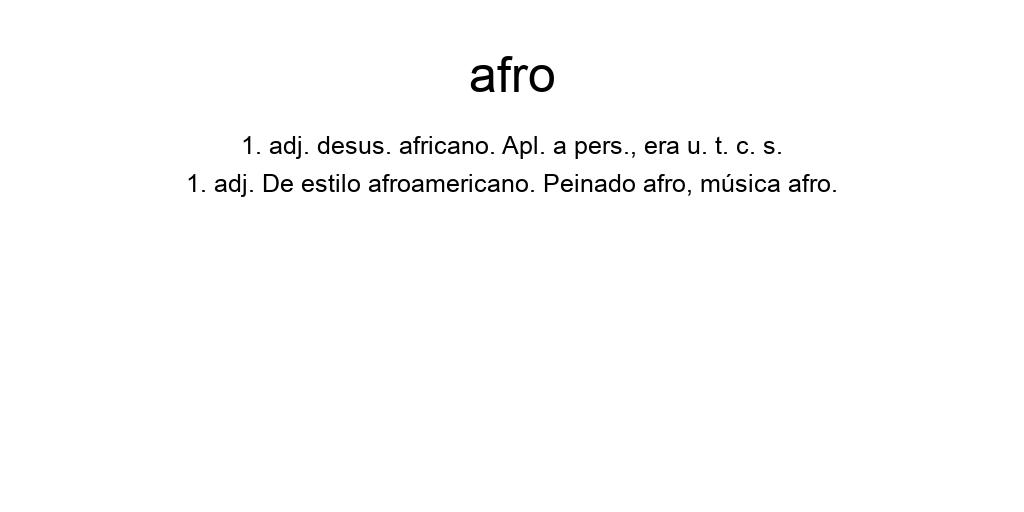 afro
1. adj. desus. africano. Apl. a pers., era u. t. c. s.
1. adj. De estilo afroamericano. Peinado afro, música afro.